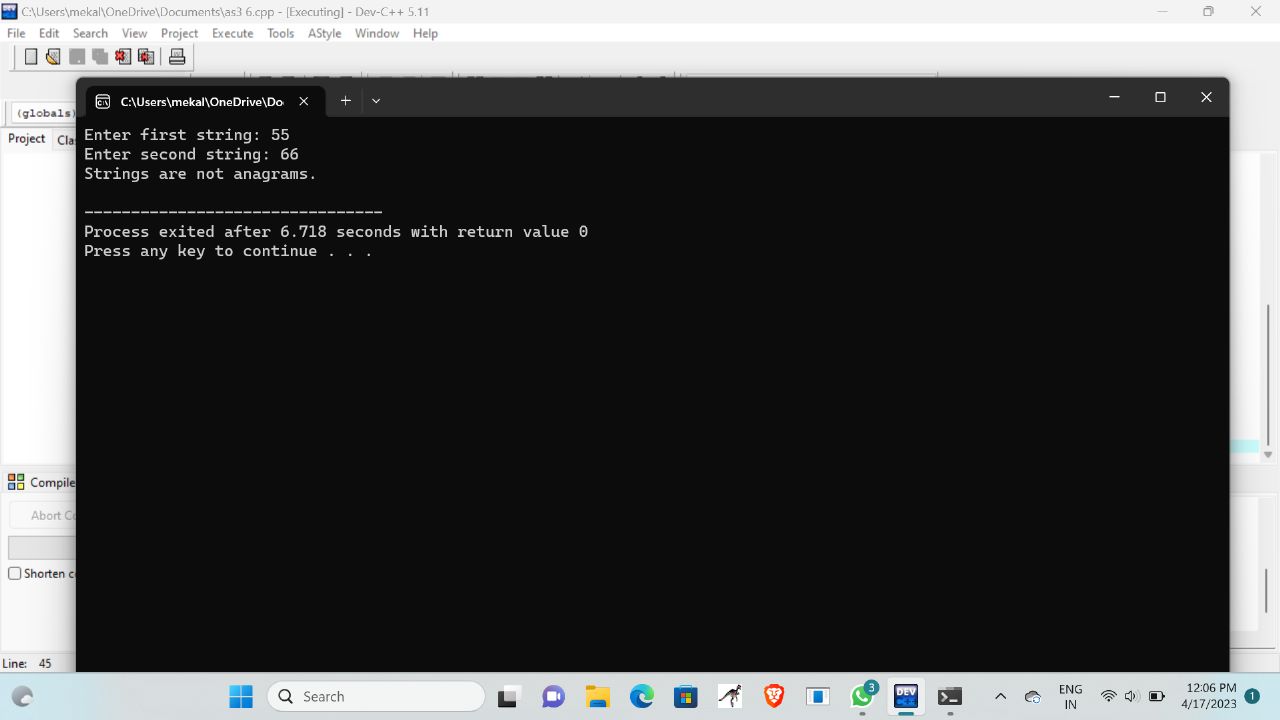 C:\Users\mekal\OneDrive\Documents\as3 6.cpp - [Executing] - Dev-C++ 5.11
File Edit Search View Project Execute Tools AStyle Window Help
C:\Users\mekal\OneDrive\Do
(globals)
Project
Enter first string: 55
Enter second string: 66
Strings are not anagrams.
--------------------------------
Process exited after 6.718 seconds with return value 0
Press any key to continue . . .
Compile
Abort Co
Shorten c
Line: 45
Search
DEV
3
ENG
IN
12:06 PM
4/17/2023
1